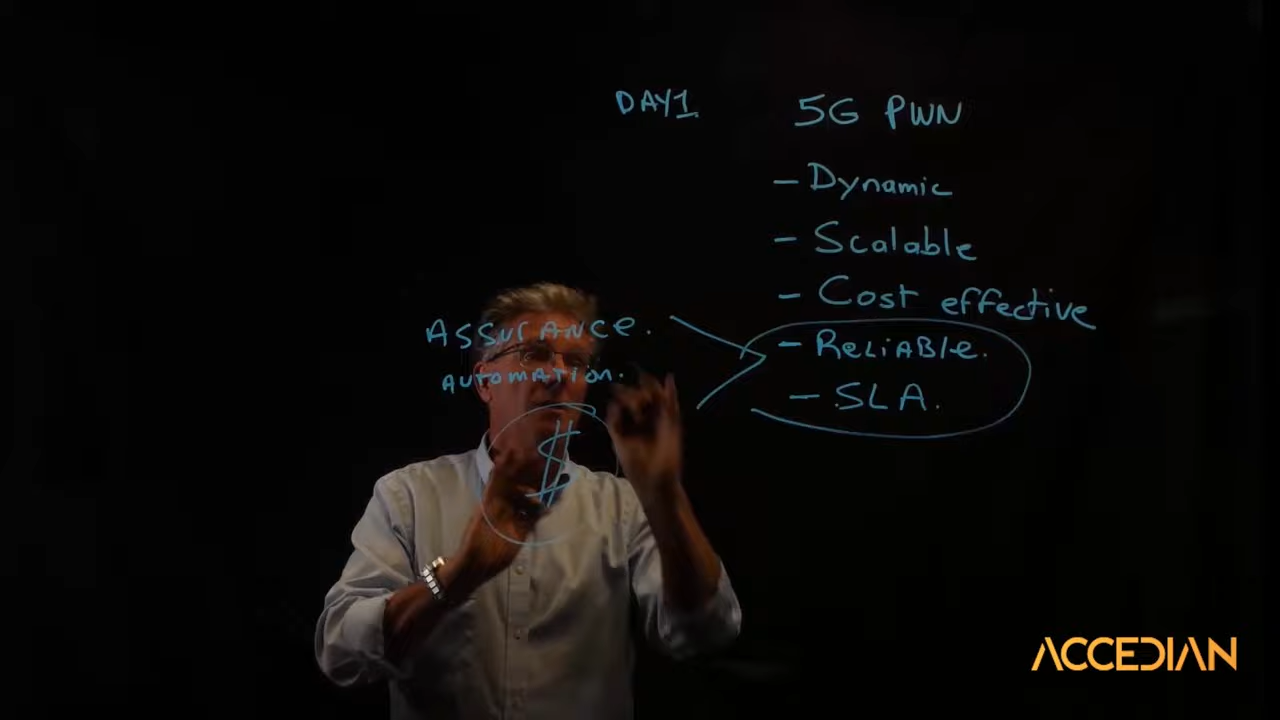 DAY1. 5G PWN
- Dynamic
- Scalable
- Cost effective
ASSURANCE. - RELIABLE.
AUTOMATION. - SLA.
$
ACCEDIAN